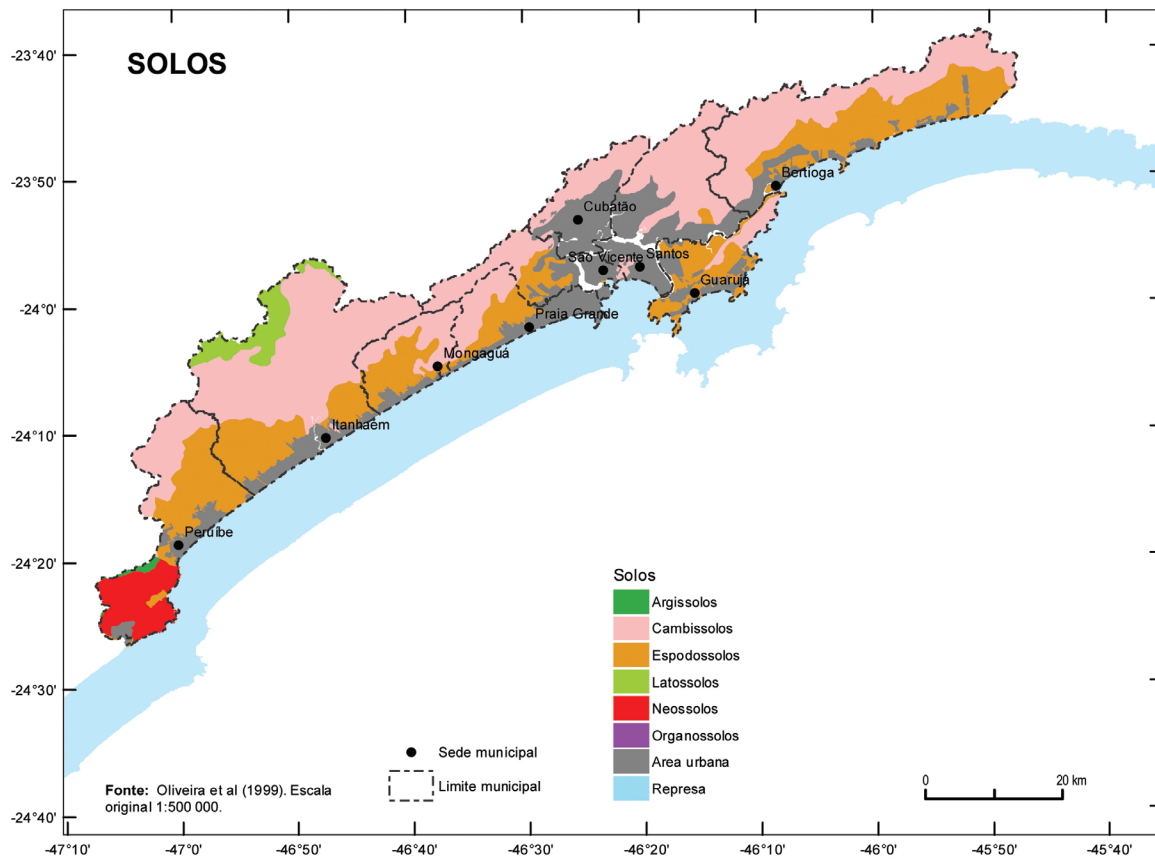 SOLOS
-23°40'
-23°50'
-24°0'
-24°10'
-24°20'
-24°30'
-24°40'
Bertioga
Cubatão
São Vicente
Santos
Guarujá
Praia Grande
Mongaguá
Itanhaém
Peruíbe
Solos
Argissolos
Cambissolos
Espodossolos
Latossolos
Neossolos
Organossolos
Area urbana
Represa
Sede municipal
Limite municipal
Fonte: Oliveira et al (1999). Escala
original 1:500 000.
0 20 km
-47°10' -47°0' -46°50' -46°40' -46°30' -46°20' -46°10' -46°0' -45°50' -45°40'